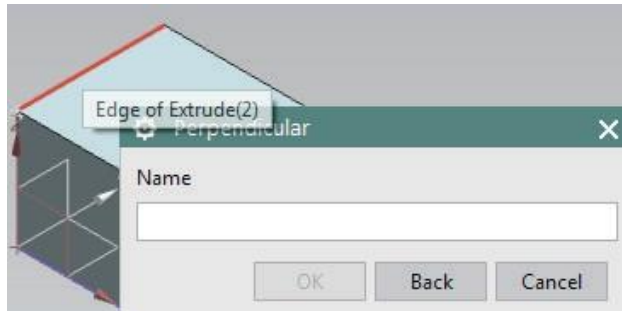 Edge of Extrude(2)
Perpendicular
Name
OK
Back
Cancel